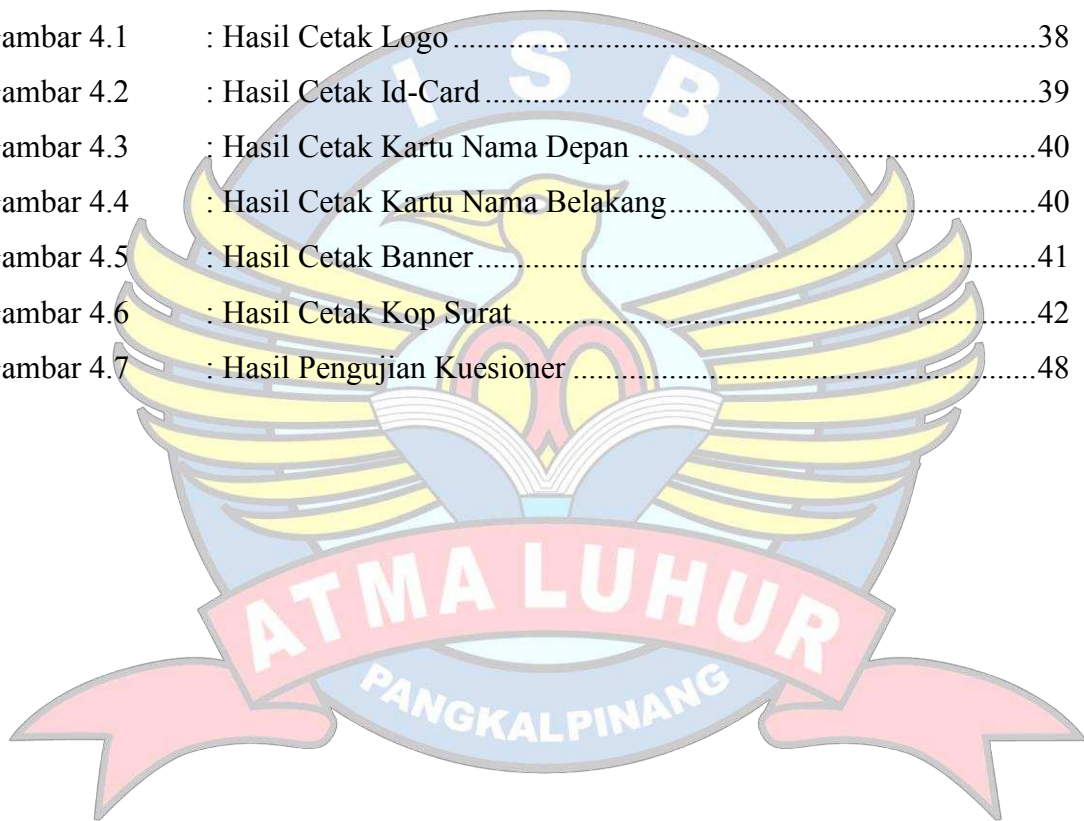 ambar 4.1 : Hasil Cetak Logo 38
ambar 4.2 : Hasil Cetak Id-Card 39
ambar 4.3 : Hasil Cetak Kartu Nama Depan 40
ambar 4.4 : Hasil Cetak Kartu Nama Belakang 40
ambar 4.5 : Hasil Cetak Banner 41
ambar 4.6 : Hasil Cetak Kop Surat 42
ambar 4.7 : Hasil Pengujian Kuesioner 48
I S B
ATMA LUHUR
PANGKALPINANG